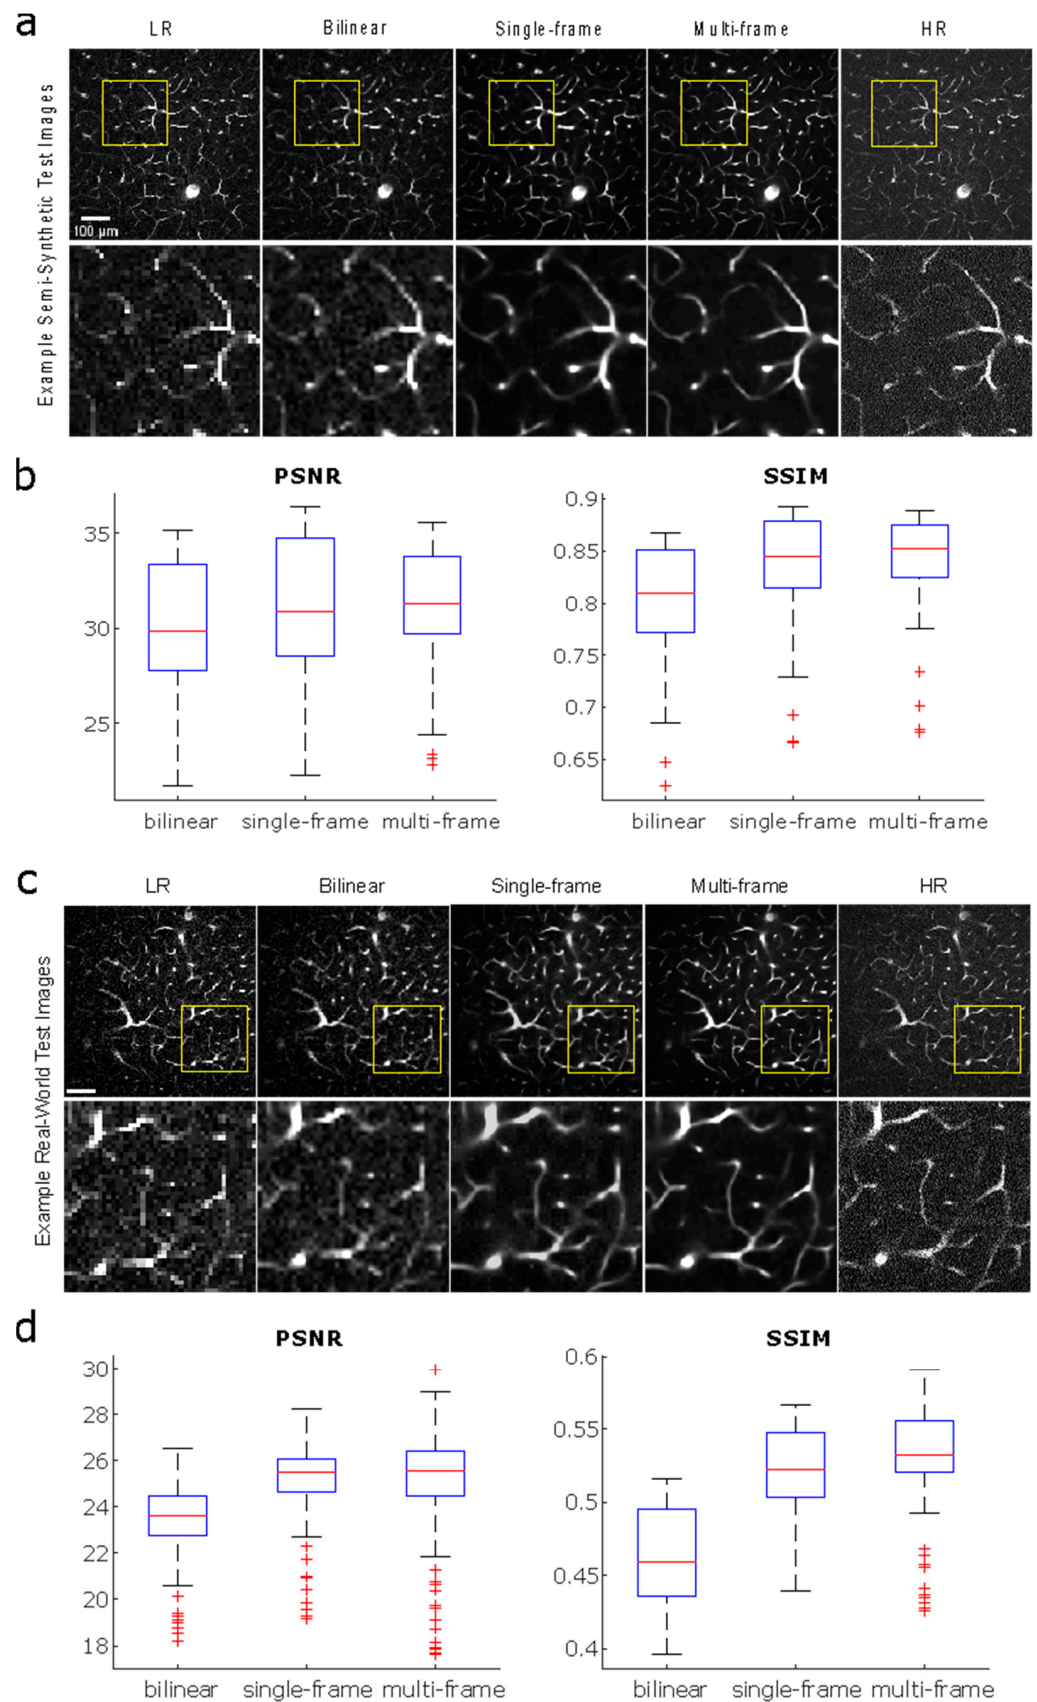 a
LR Bilinear Single-frame Multi-frame HR
Example Semi-Synthetic Test Images
100 µm
b
PSNR
35
30
25
bilinear single-frame multi-frame
SSIM
0.9
0.85
0.8
0.75
0.7
0.65
bilinear single-frame multi-frame
c
LR Bilinear Single-frame Multi-frame HR
Example Real-World Test Images
d
PSNR
30
28
26
24
22
20
18
bilinear single-frame multi-frame
SSIM
0.6
0.55
0.5
0.45
0.4
bilinear single-frame multi-frame